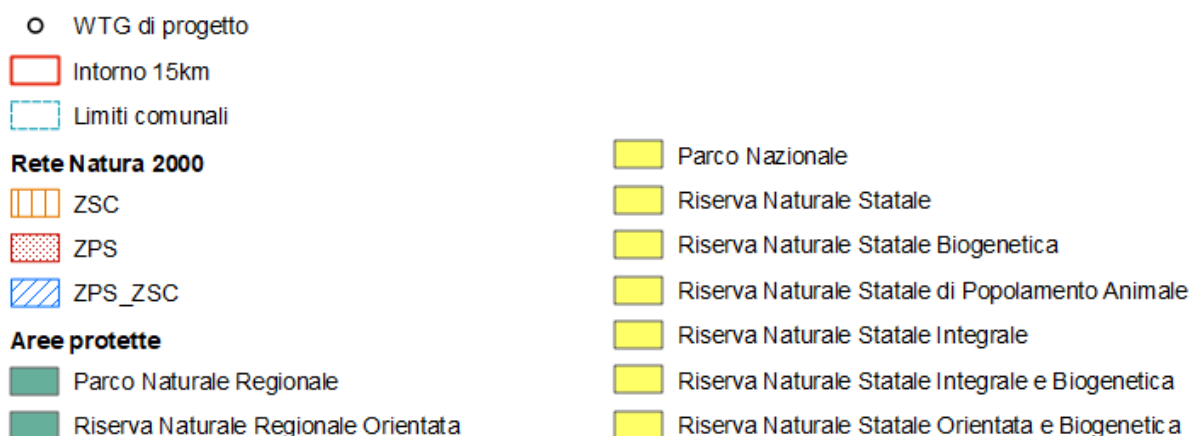 WTG di progetto
Intorno 15km
Limiti comunali
Rete Natura 2000
ZSC
ZPS
ZPS_ZSC
Aree protette
Parco Naturale Regionale
Riserva Naturale Regionale Orientata
Parco Nazionale
Riserva Naturale Statale
Riserva Naturale Statale Biogenetica
Riserva Naturale Statale di Popolamento Animale
Riserva Naturale Statale Integrale
Riserva Naturale Statale Integrale e Biogenetica
Riserva Naturale Statale Orientata e Biogenetica